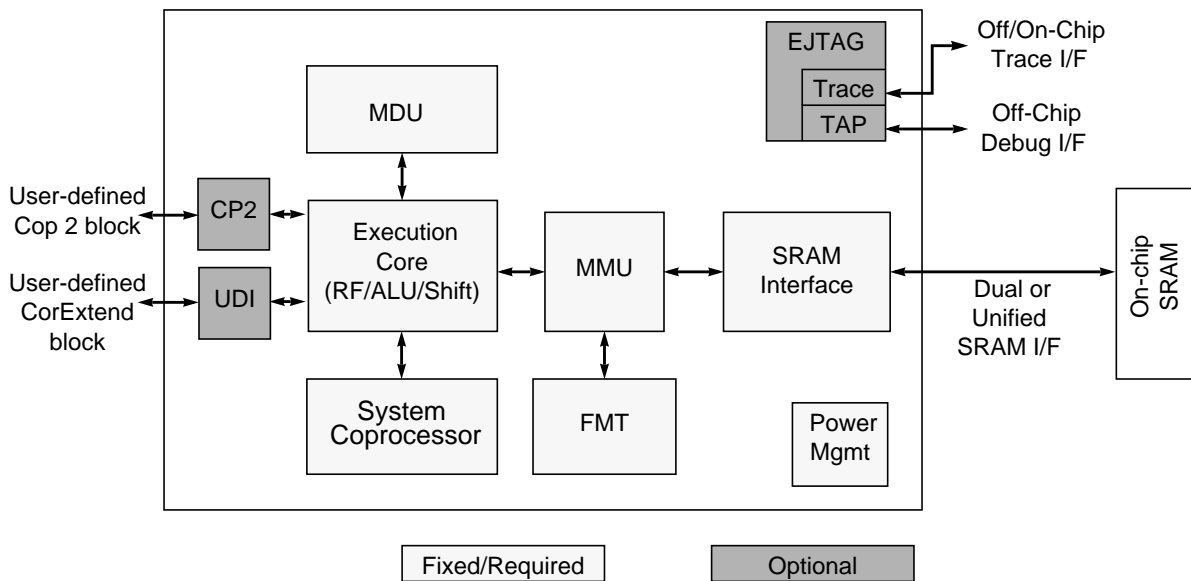 EJTAG
Trace
TAP
Off/On-Chip
Trace I/F
Off-Chip
Debug I/F
MDU
User-defined
Cop 2 block
CP2
Execution
Core
(RF/ALU/Shift)
MMU
SRAM
Interface
User-defined
CorExtend
block
UDI
Dual or
Unified
SRAM I/F
On-chip
SRAM
System
Coprocessor
FMT
Power
Mgmt
Fixed/Required
Optional